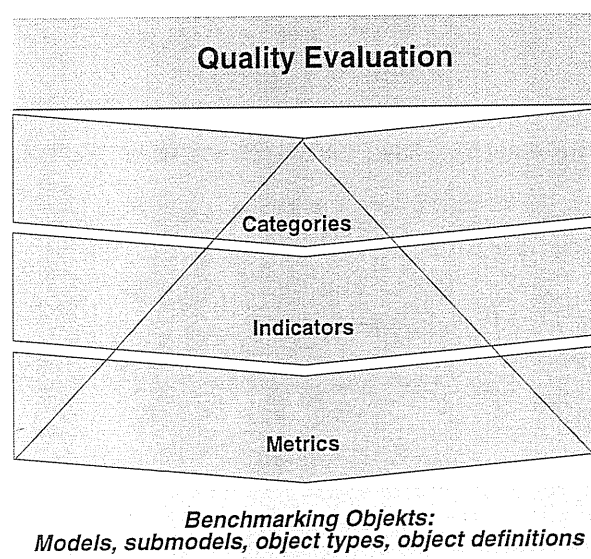 Quality Evaluation
Categories
Indicators
Metrics
Benchmarking Objekts:
Models, submodels, object types, object definitions